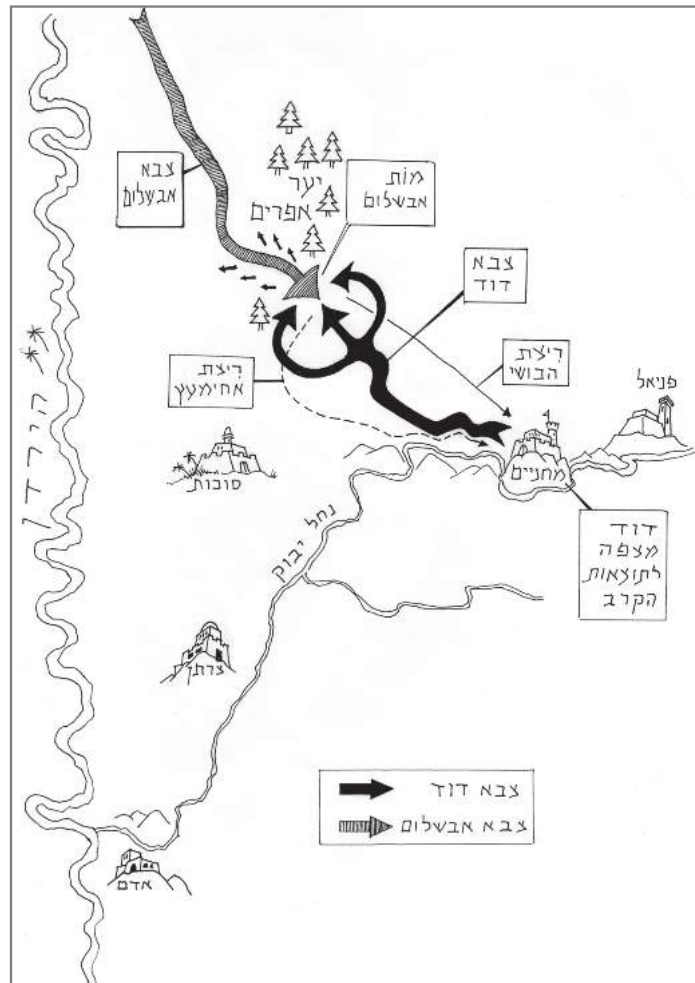 צבא
אבשלום
יער
אפרים
מות
אבשלום
צבא
דוד
ריצת
הכושי
ריצת
אחימעץ
פניאל
מחניים
סוכות
הירדן
נחל יבוק
דוד
מצפה
לתוצאות
הקרב
צרתן
אדם
צבא דוד
צבא אבשלום